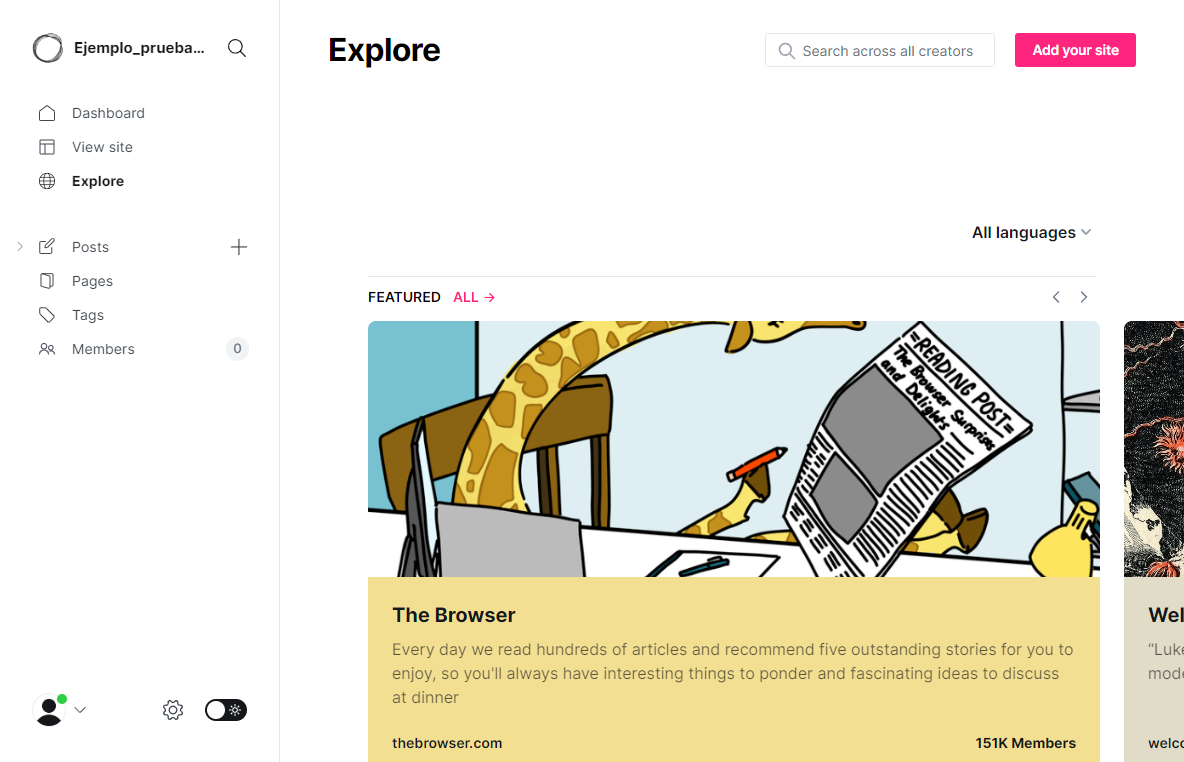 Ejemplo_prueba...
Dashboard
View site
Explore
Posts
Pages
Tags
Members 0
Explore
Search across all creators
Add your site
All languages
FEATURED ALL →
=READING POST=
The Browser Surprises
and Delights
The Browser
Every day we read hundreds of articles and recommend five outstanding stories for you to
enjoy, so you'll always have interesting things to ponder and fascinating ideas to discuss
at dinner
thebrowser.com 151K Members
Wel
“Luke
mode
welco